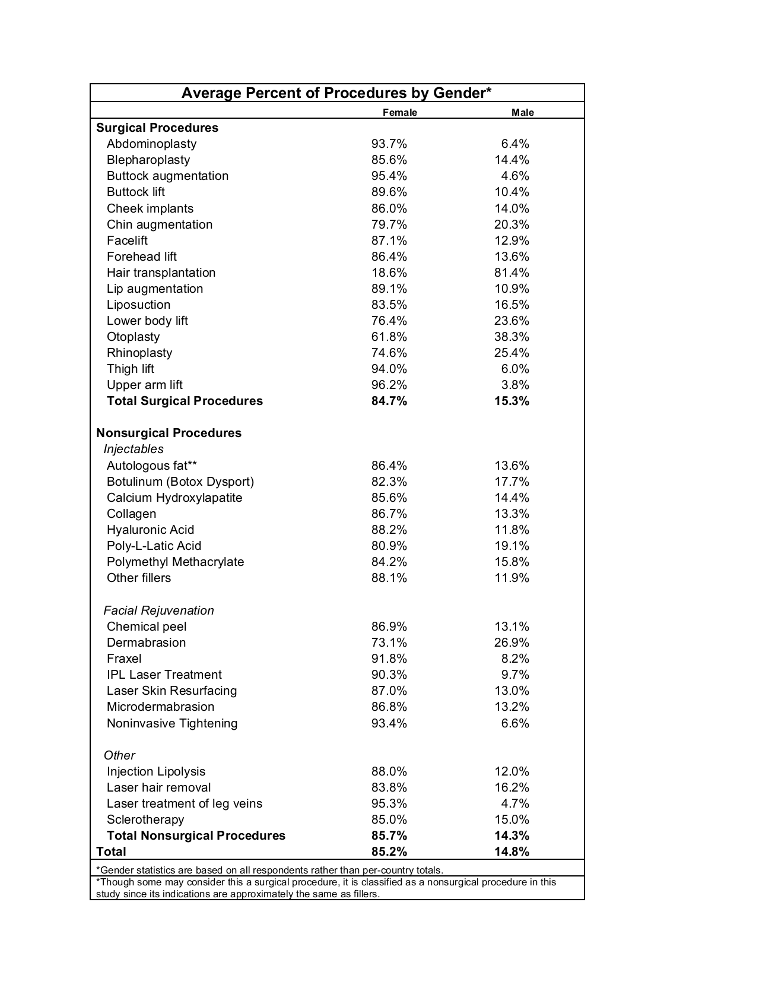 Average Percent of Procedures by Gender*
Female Male
Surgical Procedures
Abdominoplasty 93.7% 6.4%
Blepharoplasty 85.6% 14.4%
Buttock augmentation 95.4% 4.6%
Buttock lift 89.6% 10.4%
Cheek implants 86.0% 14.0%
Chin augmentation 79.7% 20.3%
Facelift 87.1% 12.9%
Forehead lift 86.4% 13.6%
Hair transplantation 18.6% 81.4%
Lip augmentation 89.1% 10.9%
Liposuction 83.5% 16.5%
Lower body lift 76.4% 23.6%
Otoplasty 61.8% 38.3%
Rhinoplasty 74.6% 25.4%
Thigh lift 94.0% 6.0%
Upper arm lift 96.2% 3.8%
Total Surgical Procedures 84.7% 15.3%
Nonsurgical Procedures
Injectables
Autologous fat** 86.4% 13.6%
Botulinum (Botox Dysport) 82.3% 17.7%
Calcium Hydroxylapatite 85.6% 14.4%
Collagen 86.7% 13.3%
Hyaluronic Acid 88.2% 11.8%
Poly-L-Latic Acid 80.9% 19.1%
Polymethyl Methacrylate 84.2% 15.8%
Other fillers 88.1% 11.9%
Facial Rejuvenation
Chemical peel 86.9% 13.1%
Dermabrasion 73.1% 26.9%
Fraxel 91.8% 8.2%
IPL Laser Treatment 90.3% 9.7%
Laser Skin Resurfacing 87.0% 13.0%
Microdermabrasion 86.8% 13.2%
Noninvasive Tightening 93.4% 6.6%
Other
Injection Lipolysis 88.0% 12.0%
Laser hair removal 83.8% 16.2%
Laser treatment of leg veins 95.3% 4.7%
Sclerotherapy 85.0% 15.0%
Total Nonsurgical Procedures 85.7% 14.3%
Total 85.2% 14.8%
*Gender statistics are based on all respondents rather than per-country totals.
*Though some may consider this a surgical procedure, it is classified as a nonsurgical procedure in this
study since its indications are approximately the same as fillers.